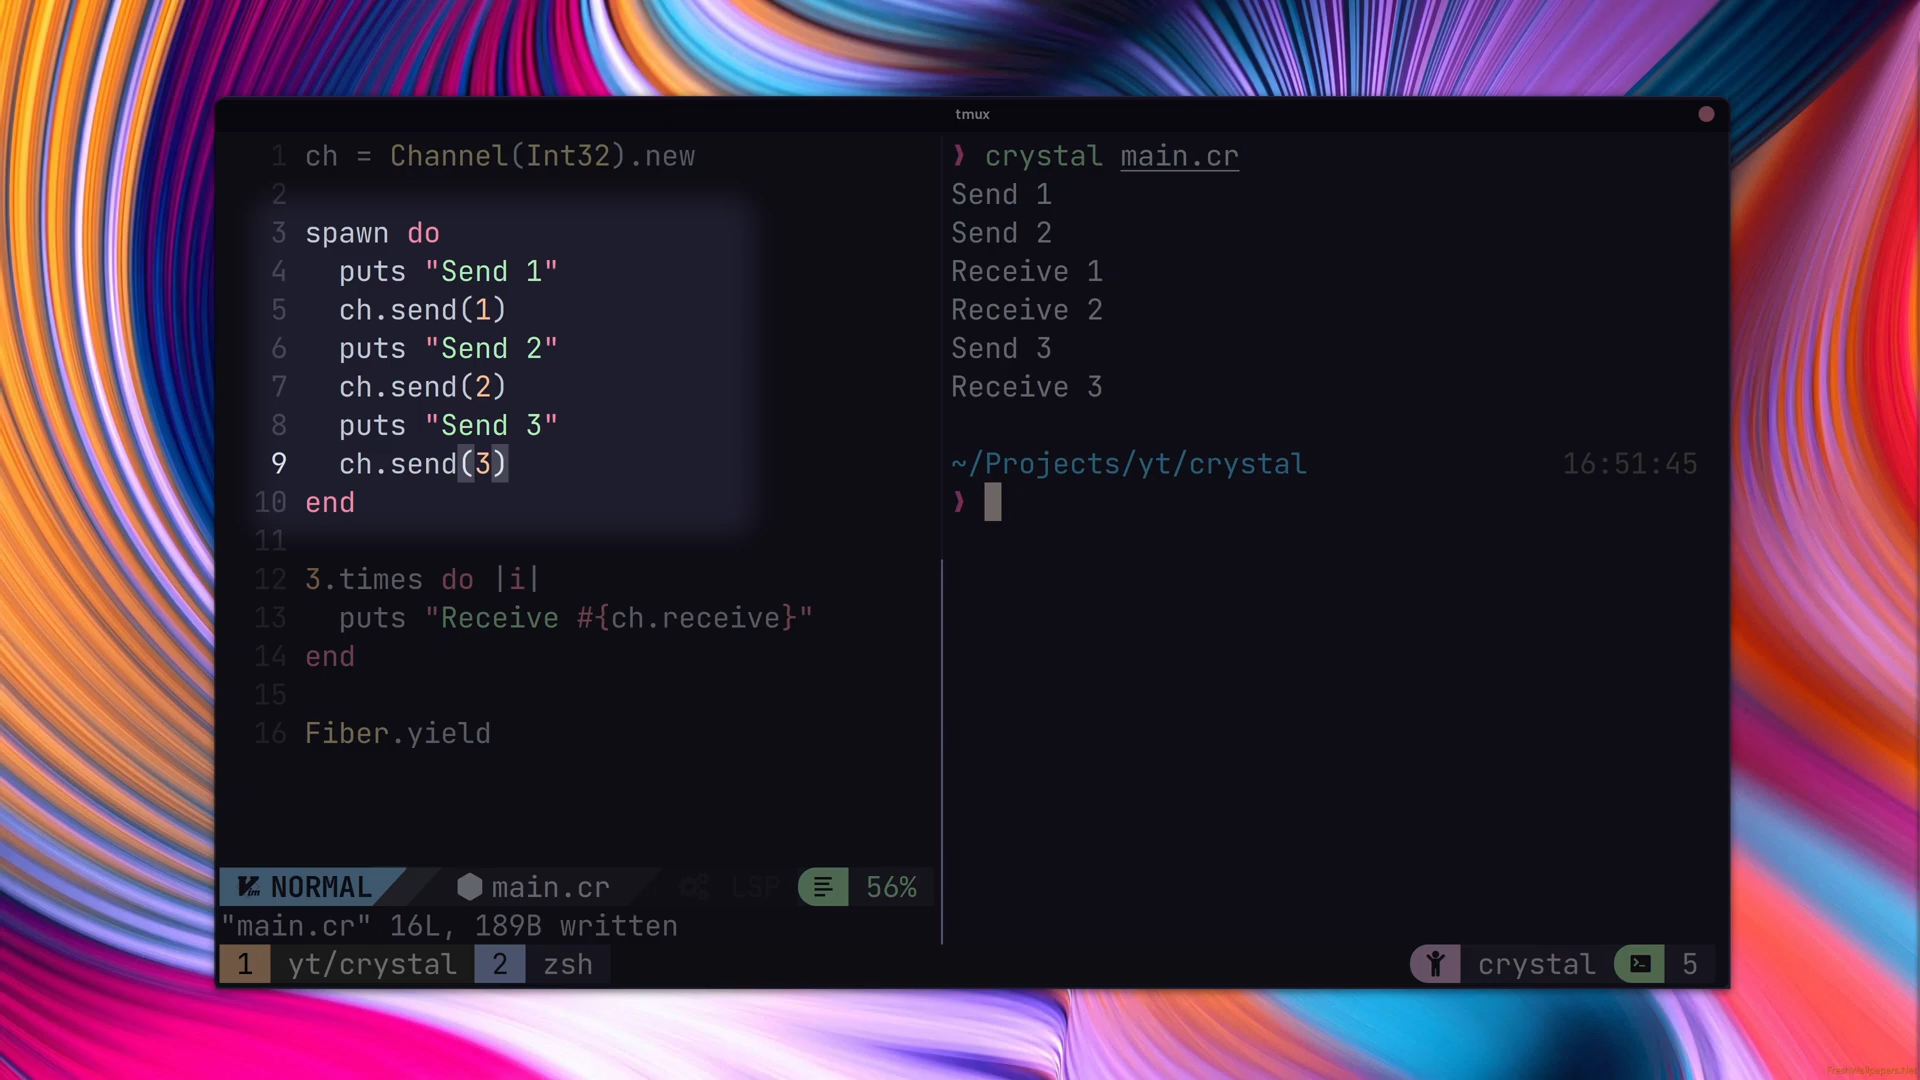 tmux
1 ch = Channel(Int32).new
2
3 spawn do
4 puts "Send 1"
5 ch.send(1)
6 puts "Send 2"
7 ch.send(2)
8 puts "Send 3"
9 ch.send(3)
10 end
11
12 3.times do |i|
13 puts "Receive #{ch.receive}"
14 end
15
16 Fiber.yield
NORMAL main.cr LSP 56%
"main.cr" 16L, 189B written
❯ crystal main.cr
Send 1
Send 2
Receive 1
Receive 2
Send 3
Receive 3
~/Projects/yt/crystal 16:51:45
❯
1 yt/crystal 2 zsh crystal 5